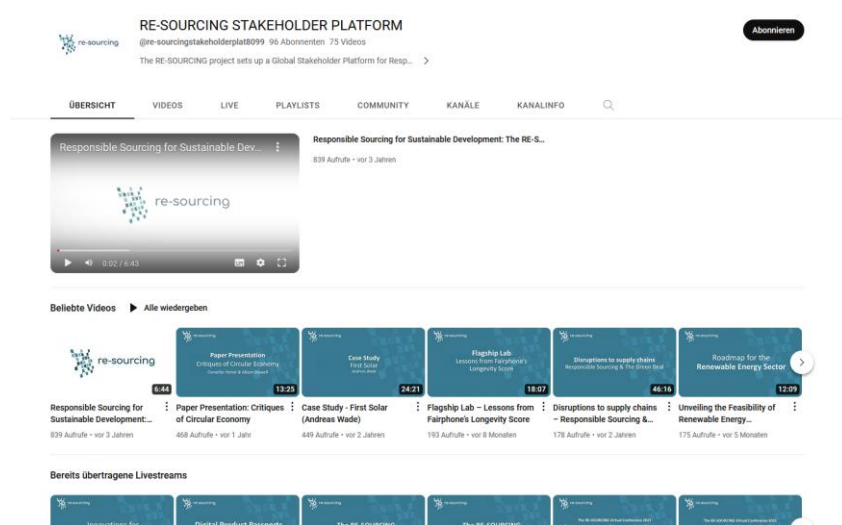 re-sourcing
RE-SOURCING STAKEHOLDER PLATFORM
@re-sourcingstakeholderplat8099 96 Abonnenten 75 Videos
The RE-SOURCING project sets up a Global Stakeholder Platform for Resp...
Abonnieren
ÜBERSICHT VIDEOS LIVE PLAYLISTS COMMUNITY KANÄLE KANALINFO
Responsible Sourcing for Sustainable Dev...
re-sourcing
0:02 / 6:43
Responsible Sourcing for Sustainable Development: The RE-S...
839 Aufrufe • vor 3 Jahren
Beliebte Videos Alle wiedergeben
re-sourcing
6:44
Responsible Sourcing for
Sustainable Development:...
839 Aufrufe • vor 3 Jahren
Paper Presentation
Critiques of Circular Economy
13:25
Paper Presentation: Critiques
of Circular Economy
468 Aufrufe • vor 1 Jahr
Case Study
First Solar
Andreas Wade
24:21
Case Study - First Solar
(Andreas Wade)
449 Aufrufe • vor 2 Jahren
Flagship Lab
Lessons from Fairphone's
Longevity Score
18:07
Flagship Lab – Lessons from
Fairphone's Longevity Score
193 Aufrufe • vor 8 Monaten
Disruptions to supply chains
Responsible Sourcing & The Green Deal
46:16
Disruptions to supply chains
– Responsible Sourcing &...
178 Aufrufe • vor 2 Jahren
Roadmap for the
Renewable Energy Sector
12:09
Unveiling the Feasibility of
Renewable Energy...
175 Aufrufe • vor 5 Monaten
Bereits übertragene Livestreams
Innovations for
Digital Product Passports
The RE-SOURCING
The RE-SOURCING
The RE-SOURCING Virtual Conference 2021